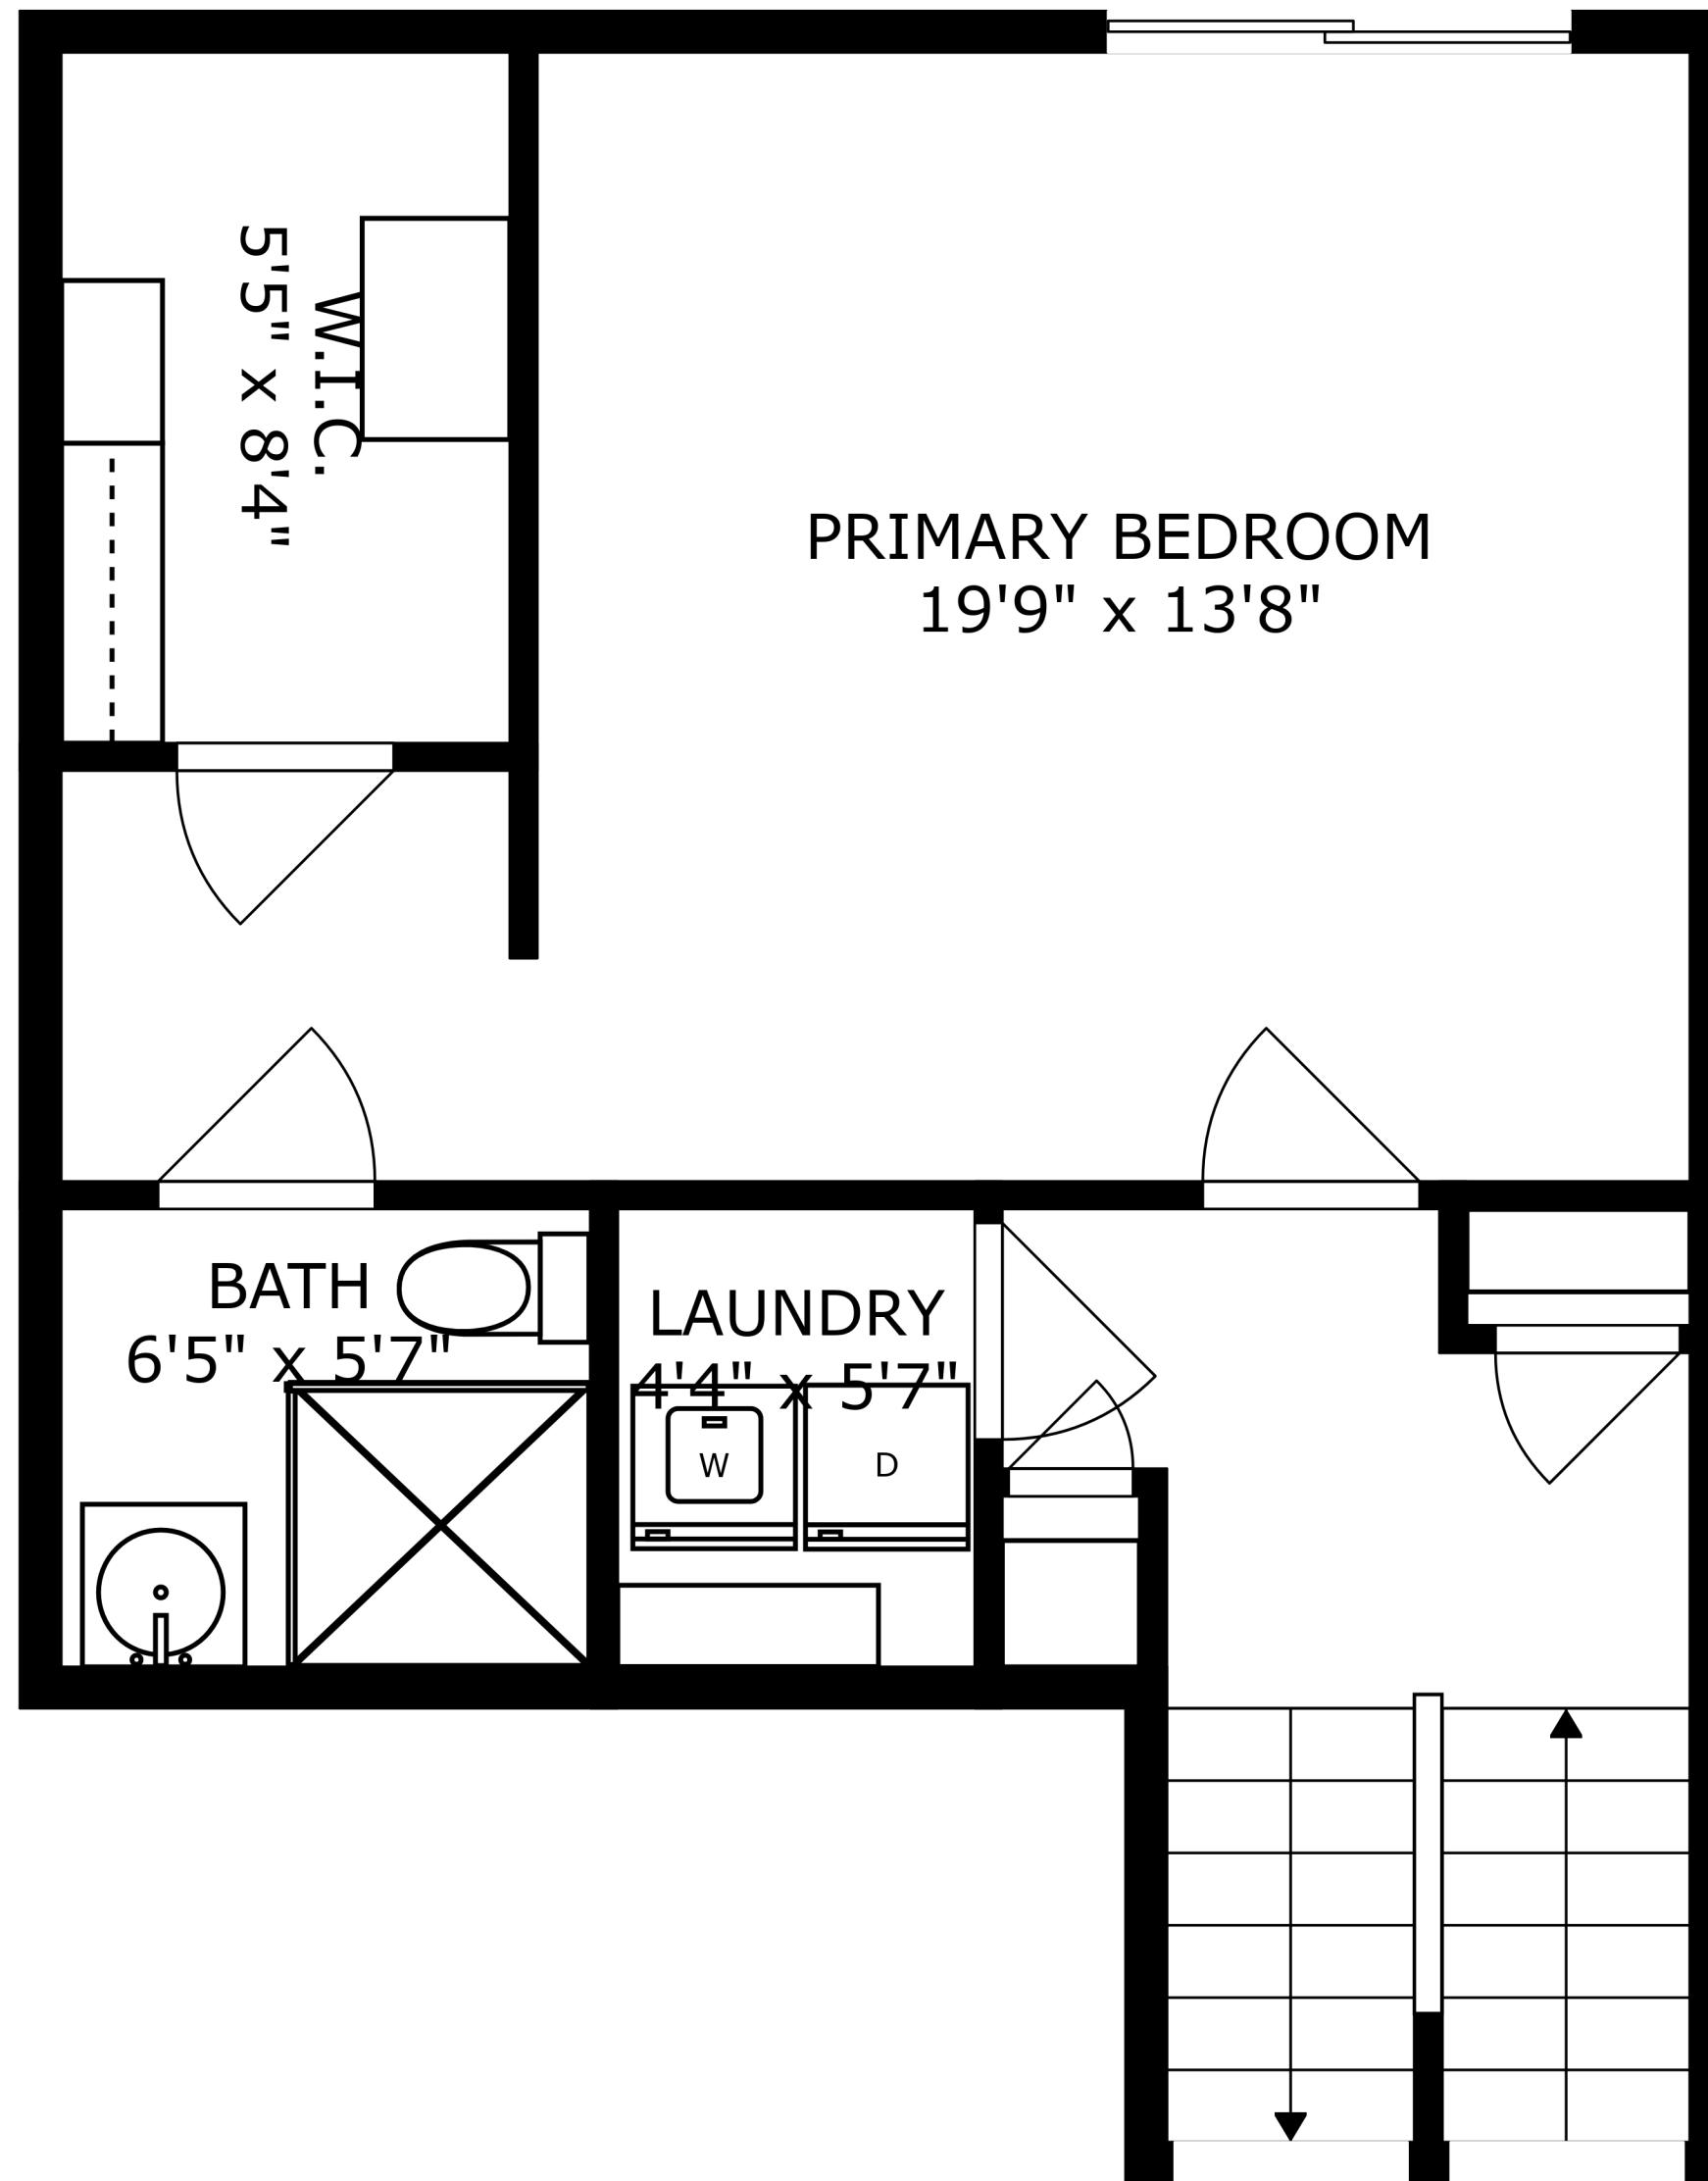 W.I.C.
5'5" x 8'4"
PRIMARY BEDROOM
19'9" x 13'8"
BATH
6'5" x 5'7"
LAUNDRY
4'4" x 5'7"
W
D